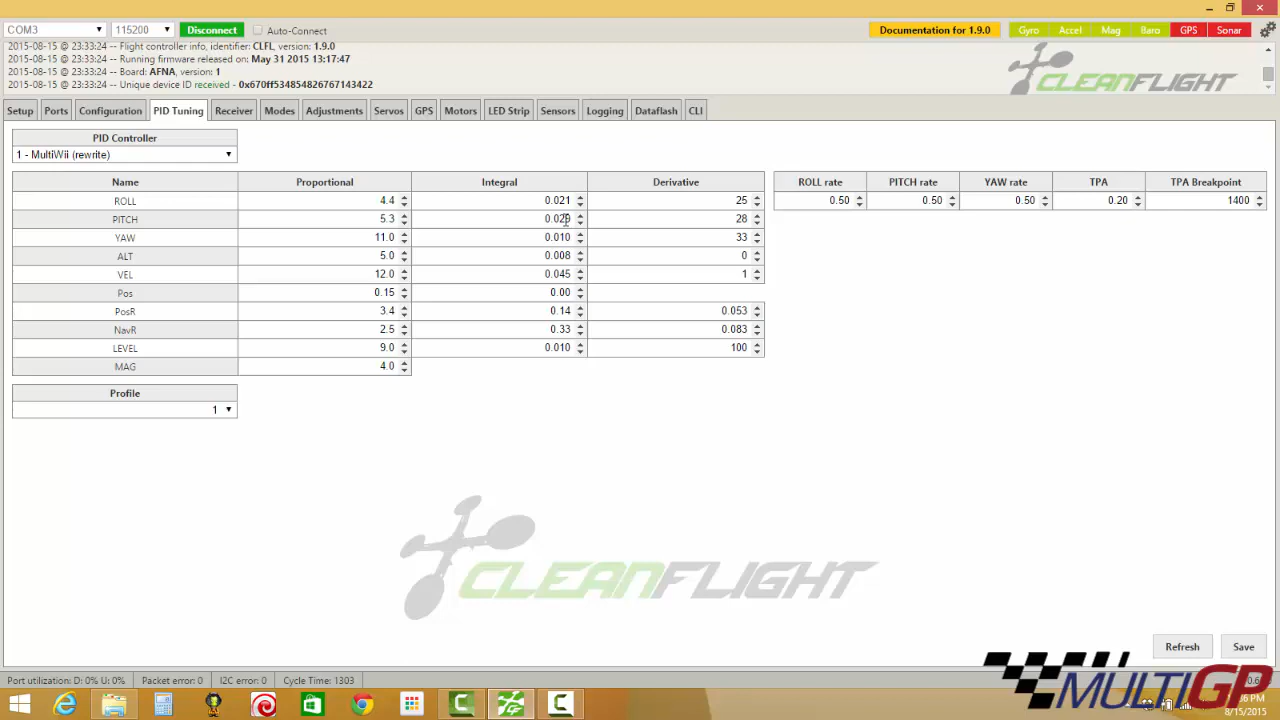 COM3 115200 Disconnect Auto-Connect Documentation for 1.9.0 Gyro Accel Mag Baro GPS Sonar
2015-08-15 @ 23:33:24 -- Flight controller info, identifier: CLFL, version: 1.9.0
2015-08-15 @ 23:33:24 -- Running firmware released on: May 31 2015 13:17:47
2015-08-15 @ 23:33:24 -- Board: AFNA, version: 1
2015-08-15 @ 23:33:24 -- Unique device ID received - 0x670ff534854826767143422
CLEANFLIGHT
Setup Ports Configuration PID Tuning Receiver Modes Adjustments Servos GPS Motors LED Strip Sensors Logging Dataflash CLI
PID Controller
1 - MultiWii (rewrite)
Name Proportional Integral Derivative ROLL rate PITCH rate YAW rate TPA TPA Breakpoint
ROLL 4.4 0.021 25 0.50 0.50 0.50 0.20 1400
PITCH 5.3 28
YAW 11.0 0.010 33
ALT 5.0 0.008 0
VEL 12.0 0.045 1
Pos 0.15 0.00
PosR 3.4 0.14 0.053
NavR 2.5 0.33 0.083
LEVEL 9.0 0.010 100
MAG 4.0
Profile
1
CLEANFLIGHT
Refresh Save
Port utilization: D: 0% U: 0% Packet error: 0 I2C error: 0 Cycle Time: 1303
MULTIGP
8/15/2015